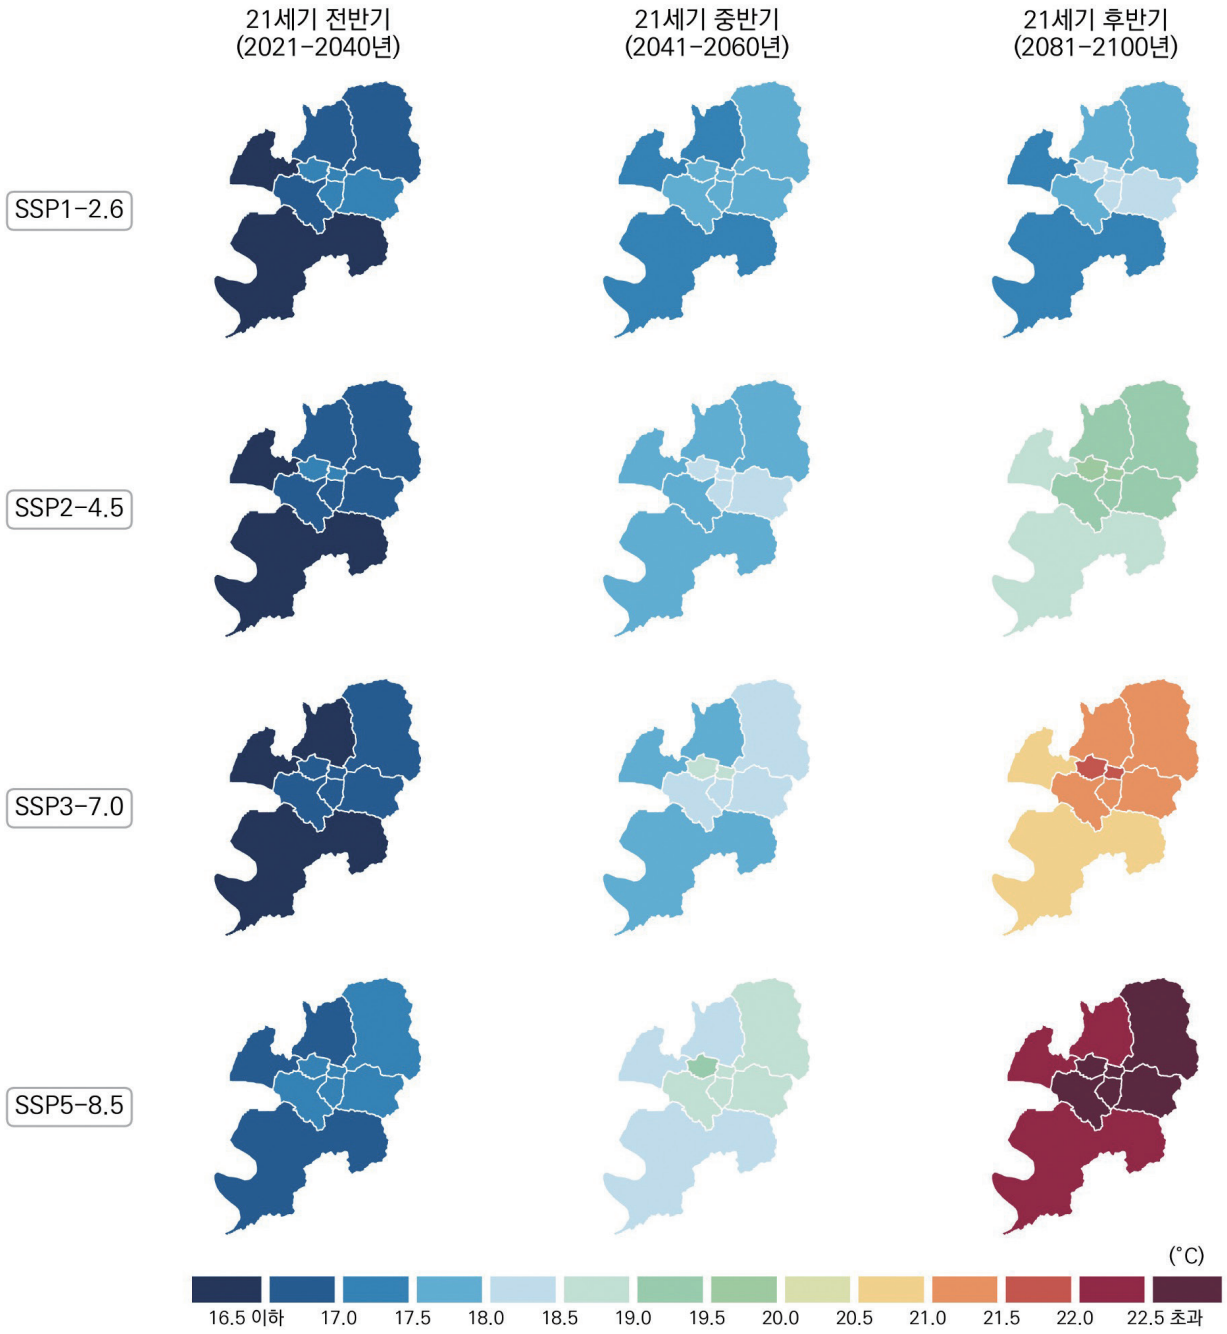 21세기 전반기
(2021-2040년)
21세기 중반기
(2041-2060년)
21세기 후반기
(2081-2100년)
SSP1-2.6
SSP2-4.5
SSP3-7.0
SSP5-8.5
(°C)
16.5 이하 17.0 17.5 18.0 18.5 19.0 19.5 20.0 20.5 21.0 21.5 22.0 22.5 초과